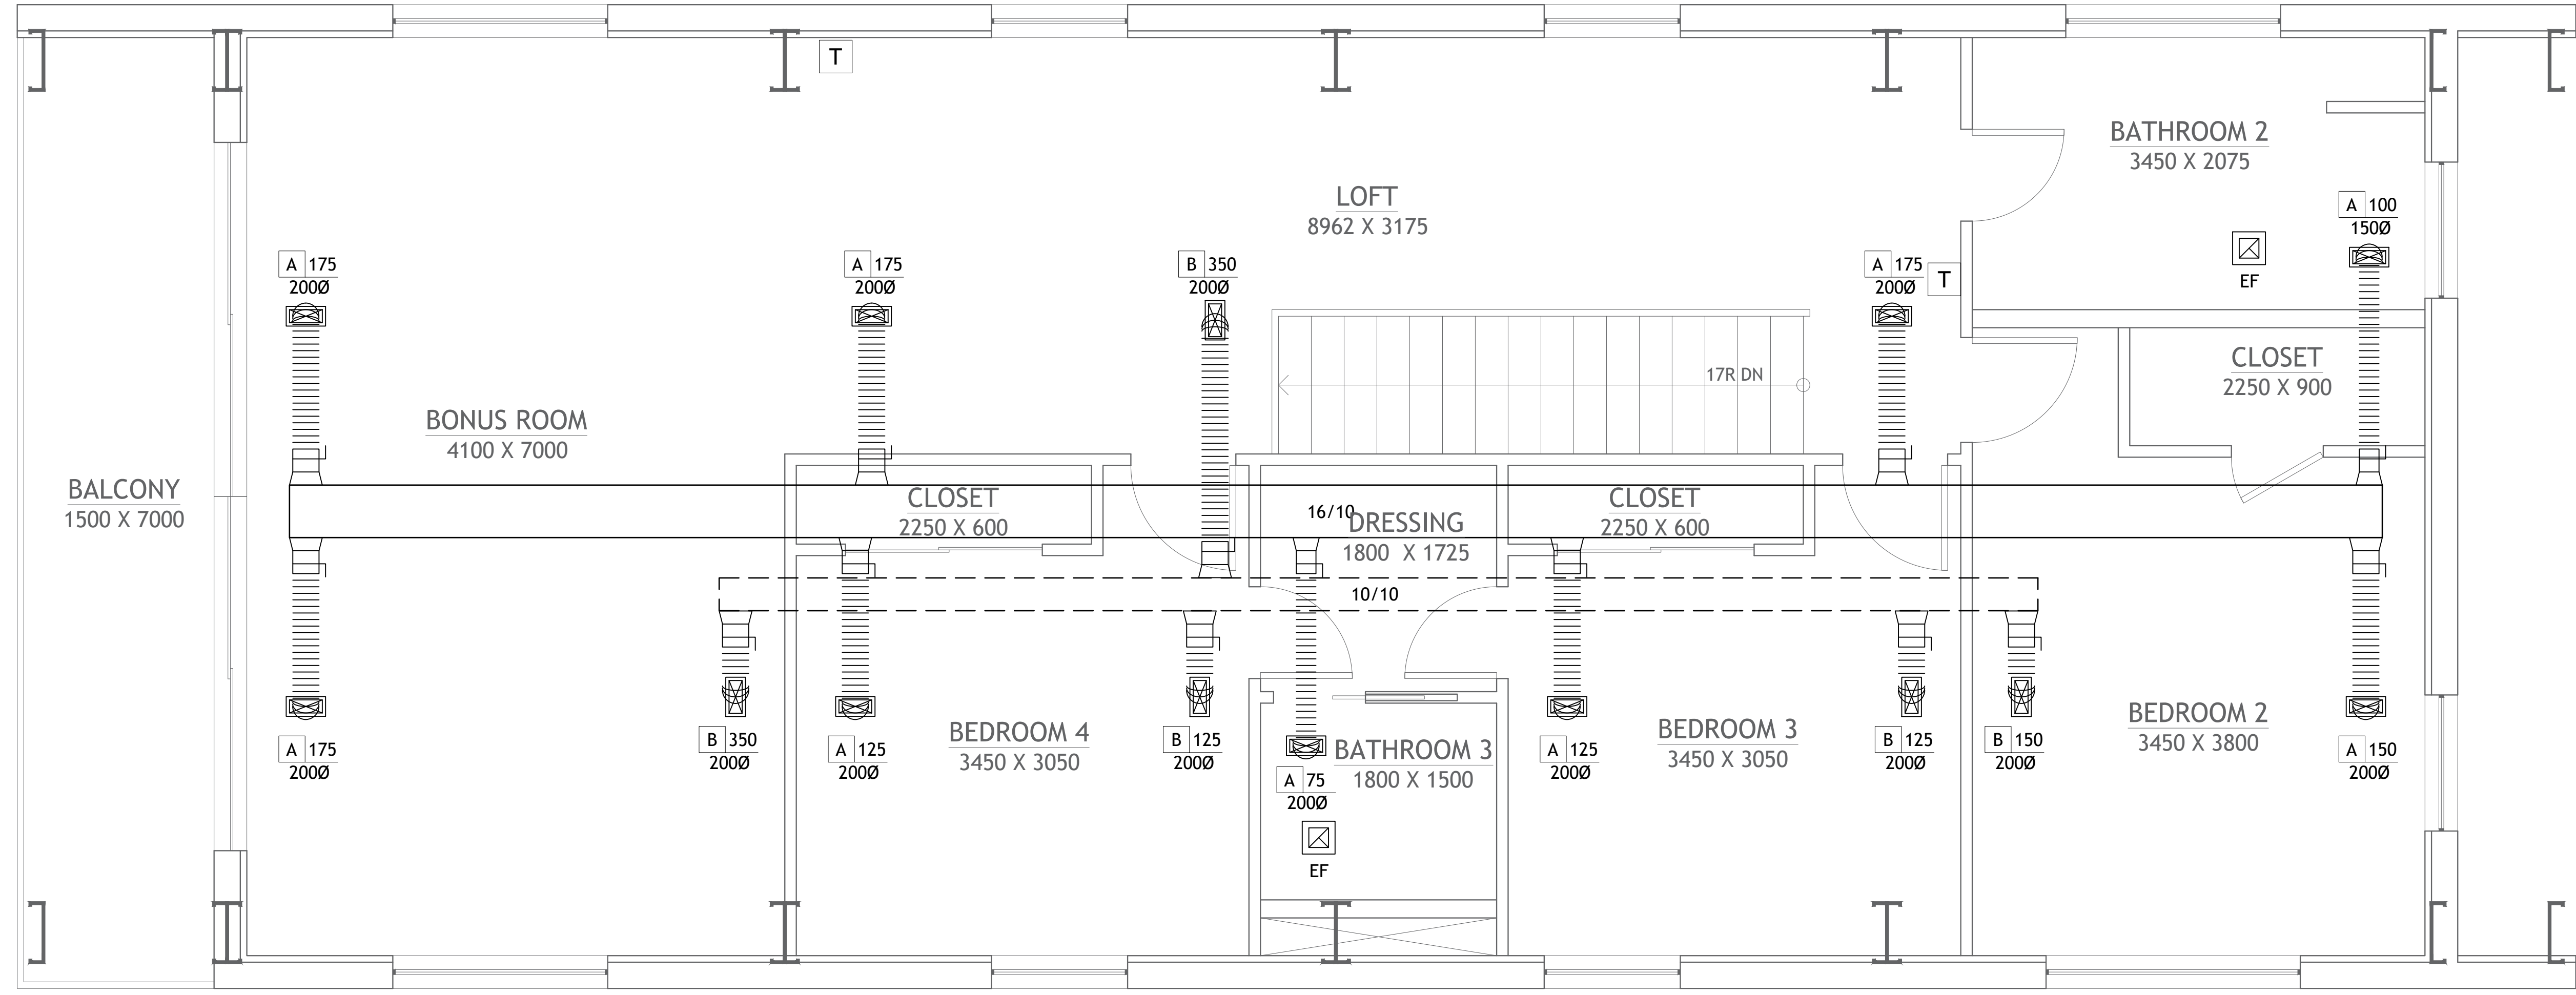 T
BATHROOM 2
3450 X 2075
LOFT
8962 X 3175
A 100
150Ø
EF
A 175
200Ø
A 175
200Ø
B 350
200Ø
A 175
200Ø
T
17R DN
CLOSET
2250 X 900
BONUS ROOM
4100 X 7000
BALCONY
1500 X 7000
CLOSET
2250 X 600
16/10
DRESSING
1800 X 1725
CLOSET
2250 X 600
10/10
BEDROOM 4
3450 X 3050
BATHROOM 3
1800 X 1500
BEDROOM 3
3450 X 3050
BEDROOM 2
3450 X 3800
A 175
200Ø
B 350
200Ø
A 125
200Ø
B 125
200Ø
A 75
200Ø
A 125
200Ø
B 125
200Ø
B 150
200Ø
A 150
200Ø
EF